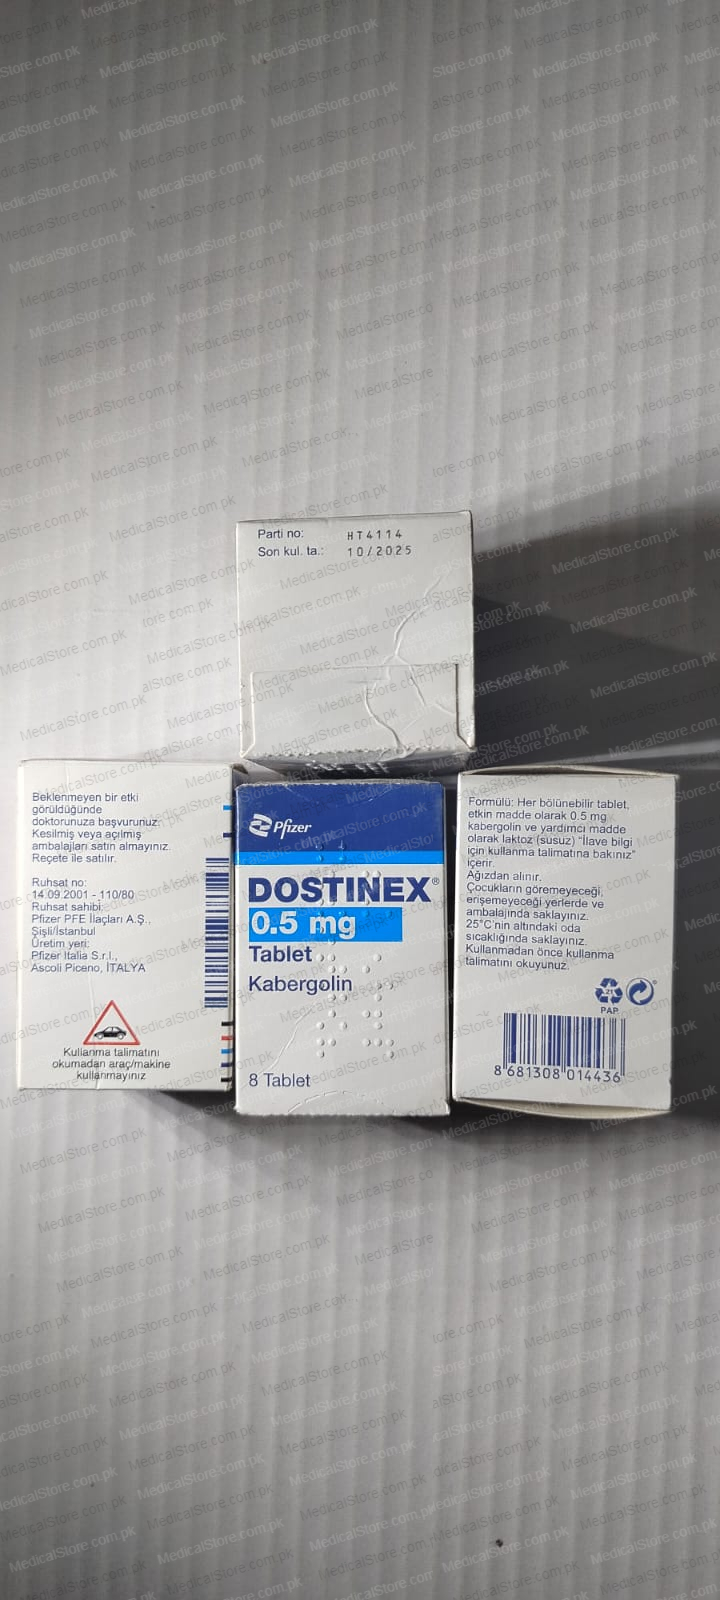 Parti no: HT4114
Son kul. ta.: 10/2025
Beklenmeyen bir etki
görüldüğünde
doktorunuza başvurunuz.
Kesilmiş veya açılmış
ambalajları satın almayınız.
Reçete ile satılır.
Ruhsat no:
14.09.2001 - 110/80
Ruhsat sahibi:
Pfizer PFE İlaçları A.Ş.,
Şişli/İstanbul
Üretim yeri:
Pfizer Italia S.r.l.,
Ascoli Piceno, İTALYA
Kullanma talimatını
okumadan araç/makine
kullanmayınız
Pfizer
DOSTINEX®
0.5 mg
Tablet
Kabergolin
8 Tablet
Formülü: Her bölünebilir tablet,
etkin madde olarak 0.5 mg
kabergolin ve yardımcı madde
olarak laktoz (susuz) "İlave bilgi
için kullanma talimatına bakınız"
içerir.
Ağızdan alınır.
Çocukların göremeyeceği,
erişemeyeceği yerlerde ve
ambalajında saklayınız.
25°C'nin altındaki oda
sıcaklığında saklayınız.
Kullanmadan önce kullanma
talimatını okuyunuz.
21
PAP
8 681308 014436
MedicalStore.com.pk